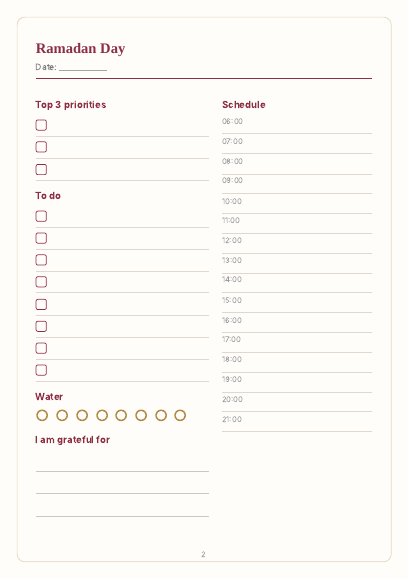 Ramadan Day
Date: ___________
Top 3 priorities
To do
Water
I am grateful for
Schedule
06:00
07:00
08:00
09:00
10:00
11:00
12:00
13:00
14:00
15:00
16:00
17:00
18:00
19:00
20:00
21:00
2